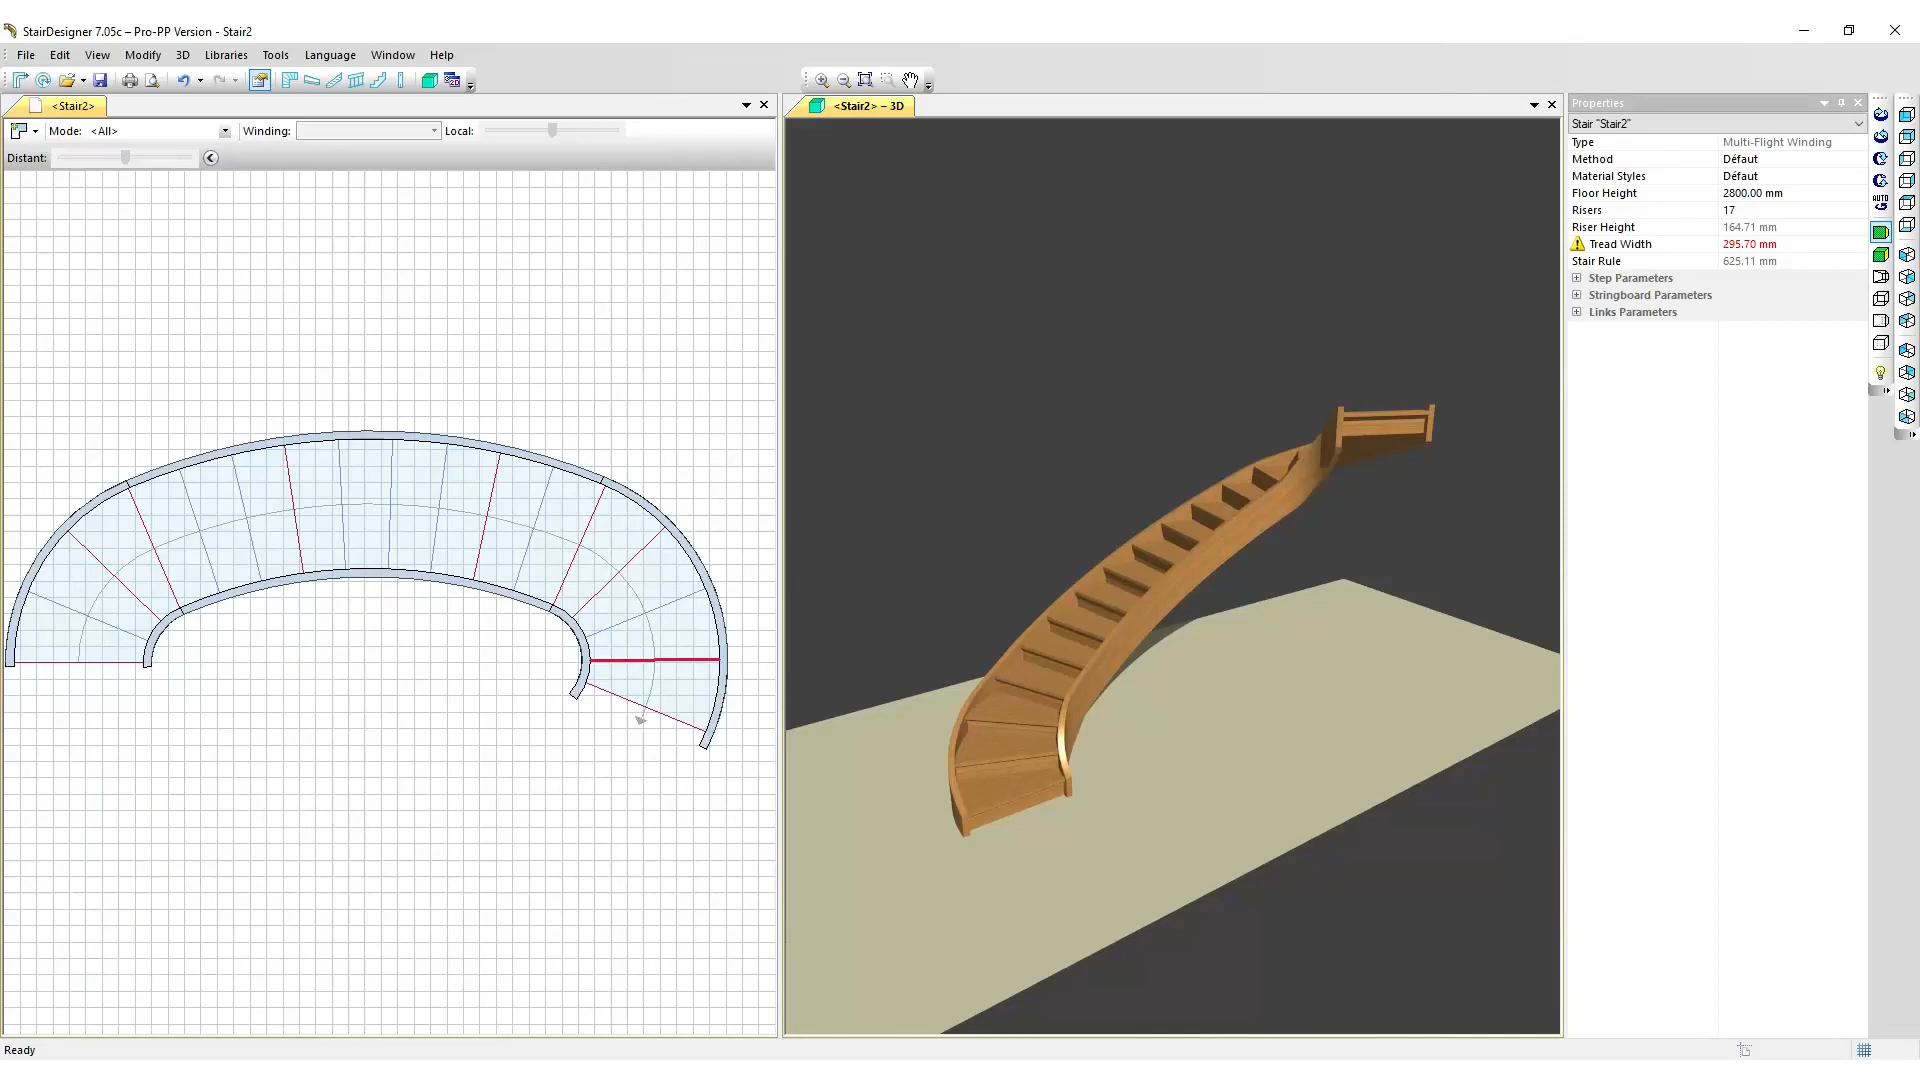 StairDesigner 7.05c – Pro-PP Version - Stair2
File Edit View Modify 3D Libraries Tools Language Window Help
<Stair2>
Mode: <All> Winding: Local:
Distant:
<Stair2> – 3D
Properties
Stair "Stair2"
Type Multi-Flight Winding
Method Défaut
Material Styles Défaut
Floor Height 2800.00 mm
Risers 17
Riser Height 164.71 mm
Tread Width 295.70 mm
Stair Rule 625.11 mm
Step Parameters
Stringboard Parameters
Links Parameters
AUTO
Ready